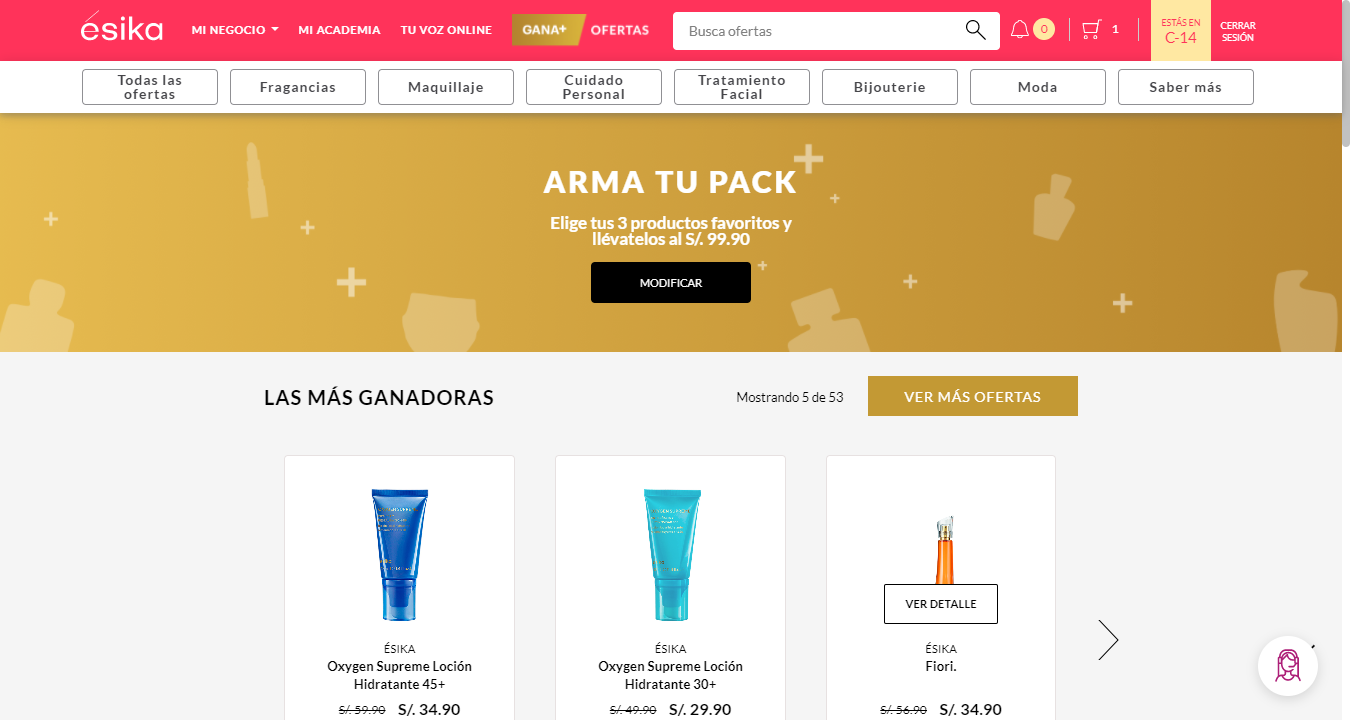 ésika
MI NEGOCIO
MI ACADEMIA
TU VOZ ONLINE
GANA+ OFERTAS
Busca ofertas
0
1
ESTÁS EN
C-14
CERRAR
SESIÓN
Todas las
ofertas
Fragancias
Maquillaje
Cuidado
Personal
Tratamiento
Facial
Bijouterie
Moda
Saber más
ARMA TU PACK
Elige tus 3 productos favoritos y
llévatelos al S/. 99.90
MODIFICAR
LAS MÁS GANADORAS
Mostrando 5 de 53
VER MÁS OFERTAS
OXYGEN SUPREME
OXYGEN SUPREME
VER DETALLE
ÉSIKA
Oxygen Supreme Loción
Hidratante 45+
S/. 59.90 S/. 34.90
ÉSIKA
Oxygen Supreme Loción
Hidratante 30+
S/. 49.90 S/. 29.90
ÉSIKA
Fiori.
S/. 56.90 S/. 34.90